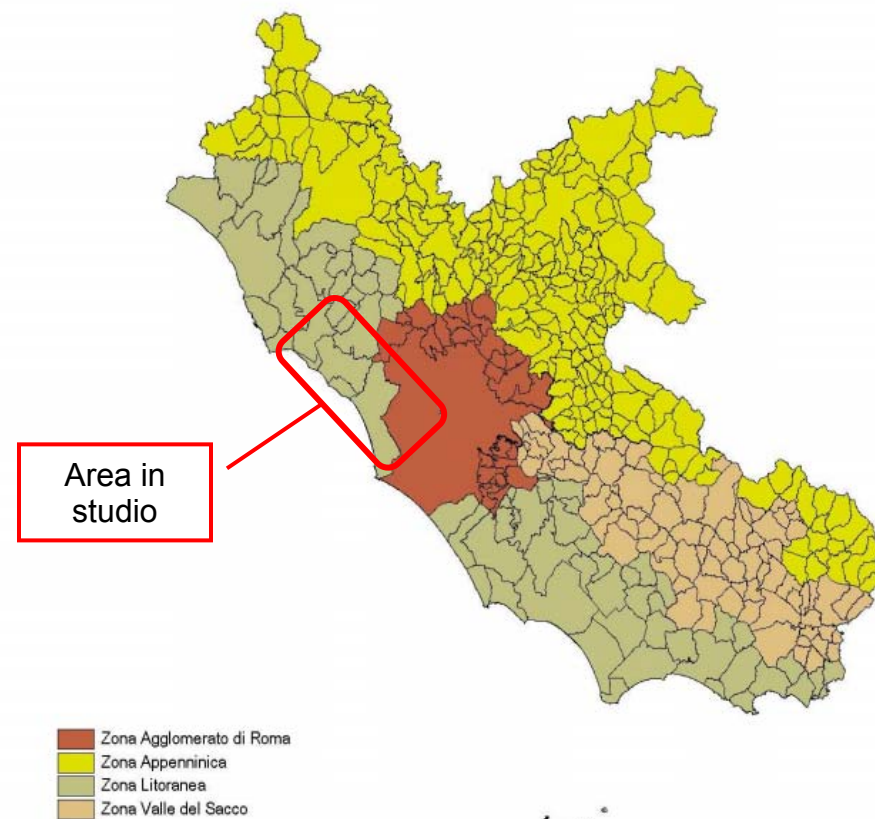 Area in
studio
Zona Agglomerato di Roma
Zona Appenninica
Zona Litoranea
Zona Valle del Sacco